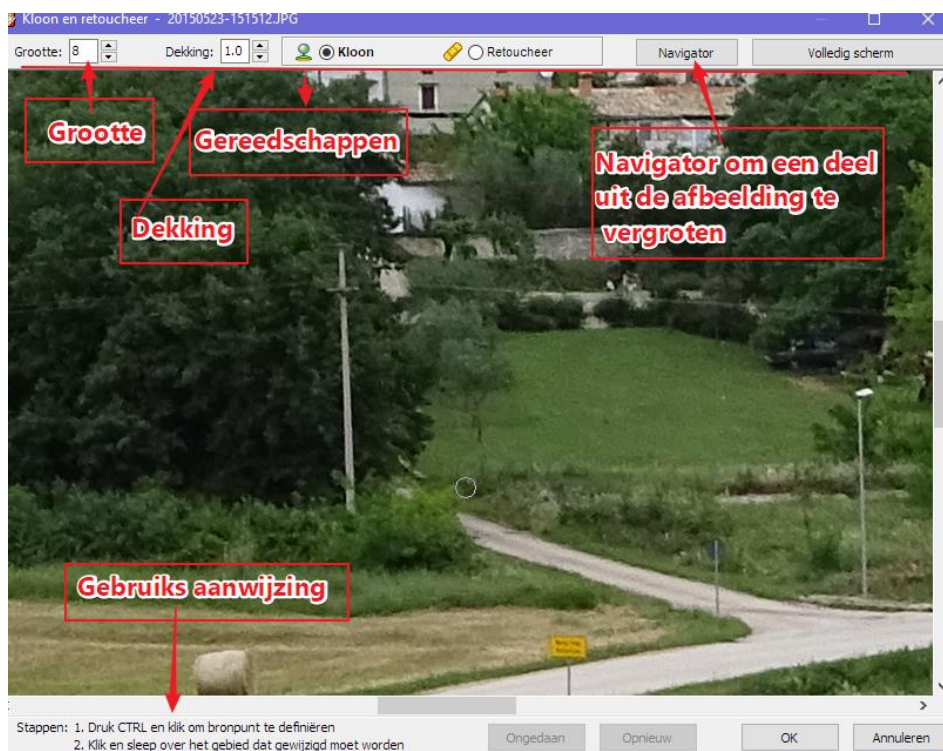 Kloon en retoucheer - 20150523-151512.JPG
Grootte: 8 Dekking: 1.0 Kloon Retoucheer Navigator Volledig scherm
Grootte
Gereedschappen
Navigator om een deel
uit de afbeelding te
vergroten
Dekking
Gebruiks aanwijzing
Stappen: 1. Druk CTRL en klik om bronpunt te definiëren
2. Klik en sleep over het gebied dat gewijzigd moet worden
Ongedaan Opnieuw OK Annuleren